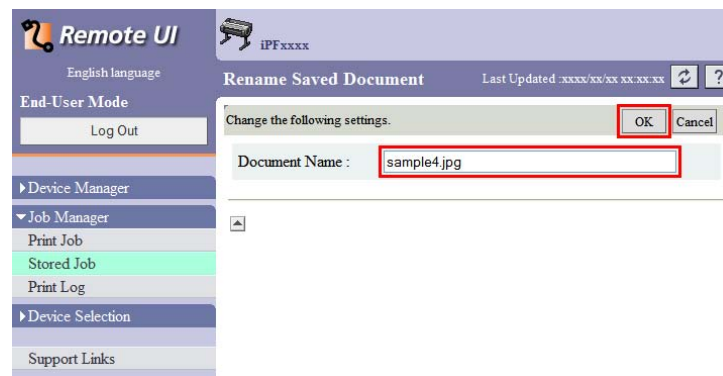 Remote UI
English language
End-User Mode
Log Out
Device Manager
Job Manager
Print Job
Stored Job
Print Log
Device Selection
Support Links
iPFxxxx
Rename Saved Document
Last Updated :xxxx/xx/xx xx:xx:xx
?
Change the following settings.
OK
Cancel
Document Name :
sample4.jpg